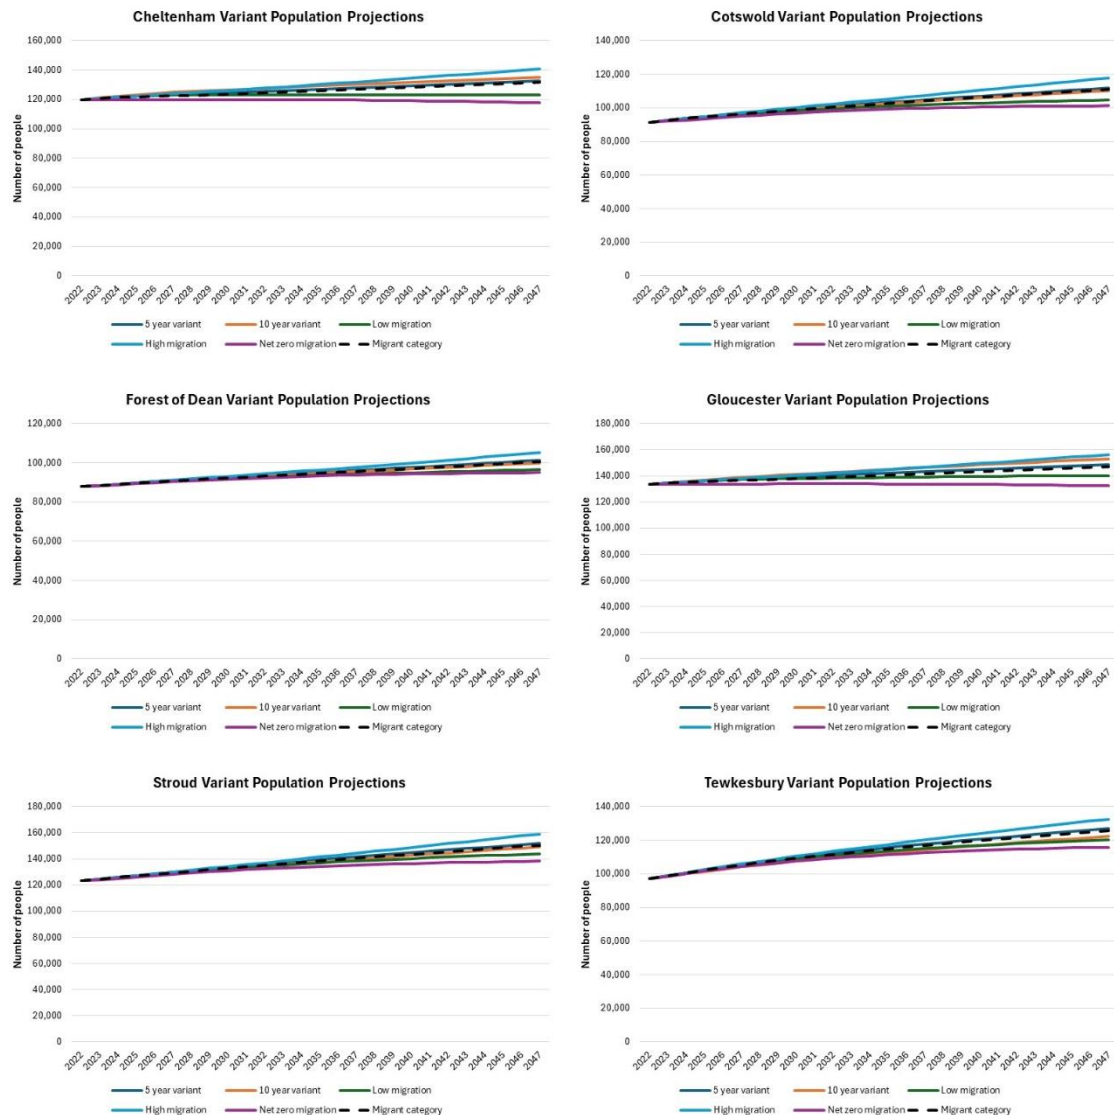 Cheltenham Variant Population Projections
Number of people
160,000
140,000
120,000
100,000
80,000
60,000
40,000
20,000
0
2022 2023 2024 2025 2026 2027 2028 2029 2030 2031 2032 2033 2034 2035 2036 2037 2038 2039 2040 2041 2042 2043 2044 2045 2046 2047
5 year variant 10 year variant Low migration
High migration Net zero migration Migrant category
Cotswold Variant Population Projections
Number of people
140,000
120,000
100,000
80,000
60,000
40,000
20,000
0
2022 2023 2024 2025 2026 2027 2028 2029 2030 2031 2032 2033 2034 2035 2036 2037 2038 2039 2040 2041 2042 2043 2044 2045 2046 2047
5 year variant 10 year variant Low migration
High migration Net zero migration Migrant category
Forest of Dean Variant Population Projections
Number of people
120,000
100,000
80,000
60,000
40,000
20,000
0
2022 2023 2024 2025 2026 2027 2028 2029 2030 2031 2032 2033 2034 2035 2036 2037 2038 2039 2040 2041 2042 2043 2044 2045 2046 2047
5 year variant 10 year variant Low migration
High migration Net zero migration Migrant category
Gloucester Variant Population Projections
Number of people
180,000
160,000
140,000
120,000
100,000
80,000
60,000
40,000
20,000
0
2022 2023 2024 2025 2026 2027 2028 2029 2030 2031 2032 2033 2034 2035 2036 2037 2038 2039 2040 2041 2042 2043 2044 2045 2046 2047
5 year variant 10 year variant Low migration
High migration Net zero migration Migrant category
Stroud Variant Population Projections
Number of people
180,000
160,000
140,000
120,000
100,000
80,000
60,000
40,000
20,000
0
2022 2023 2024 2025 2026 2027 2028 2029 2030 2031 2032 2033 2034 2035 2036 2037 2038 2039 2040 2041 2042 2043 2044 2045 2046 2047
5 year variant 10 year variant Low migration
High migration Net zero migration Migrant category
Tewkesbury Variant Population Projections
Number of people
140,000
120,000
100,000
80,000
60,000
40,000
20,000
0
2022 2023 2024 2025 2026 2027 2028 2029 2030 2031 2032 2033 2034 2035 2036 2037 2038 2039 2040 2041 2042 2043 2044 2045 2046 2047
5 year variant 10 year variant Low migration
High migration Net zero migration Migrant category